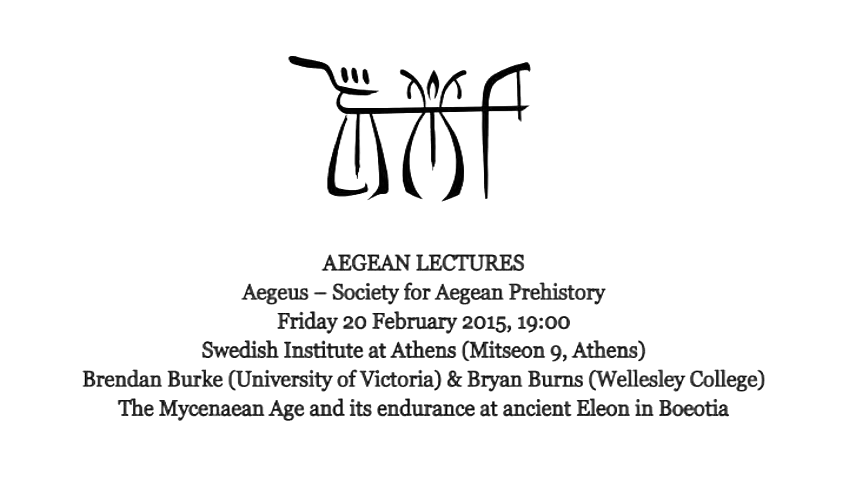 AEGEAN LECTURES
Aegeus – Society for Aegean Prehistory
Friday 20 February 2015, 19:00
Swedish Institute at Athens (Mitseon 9, Athens)
Brendan Burke (University of Victoria) & Bryan Burns (Wellesley College)
The Mycenaean Age and its endurance at ancient Eleon in Boeotia